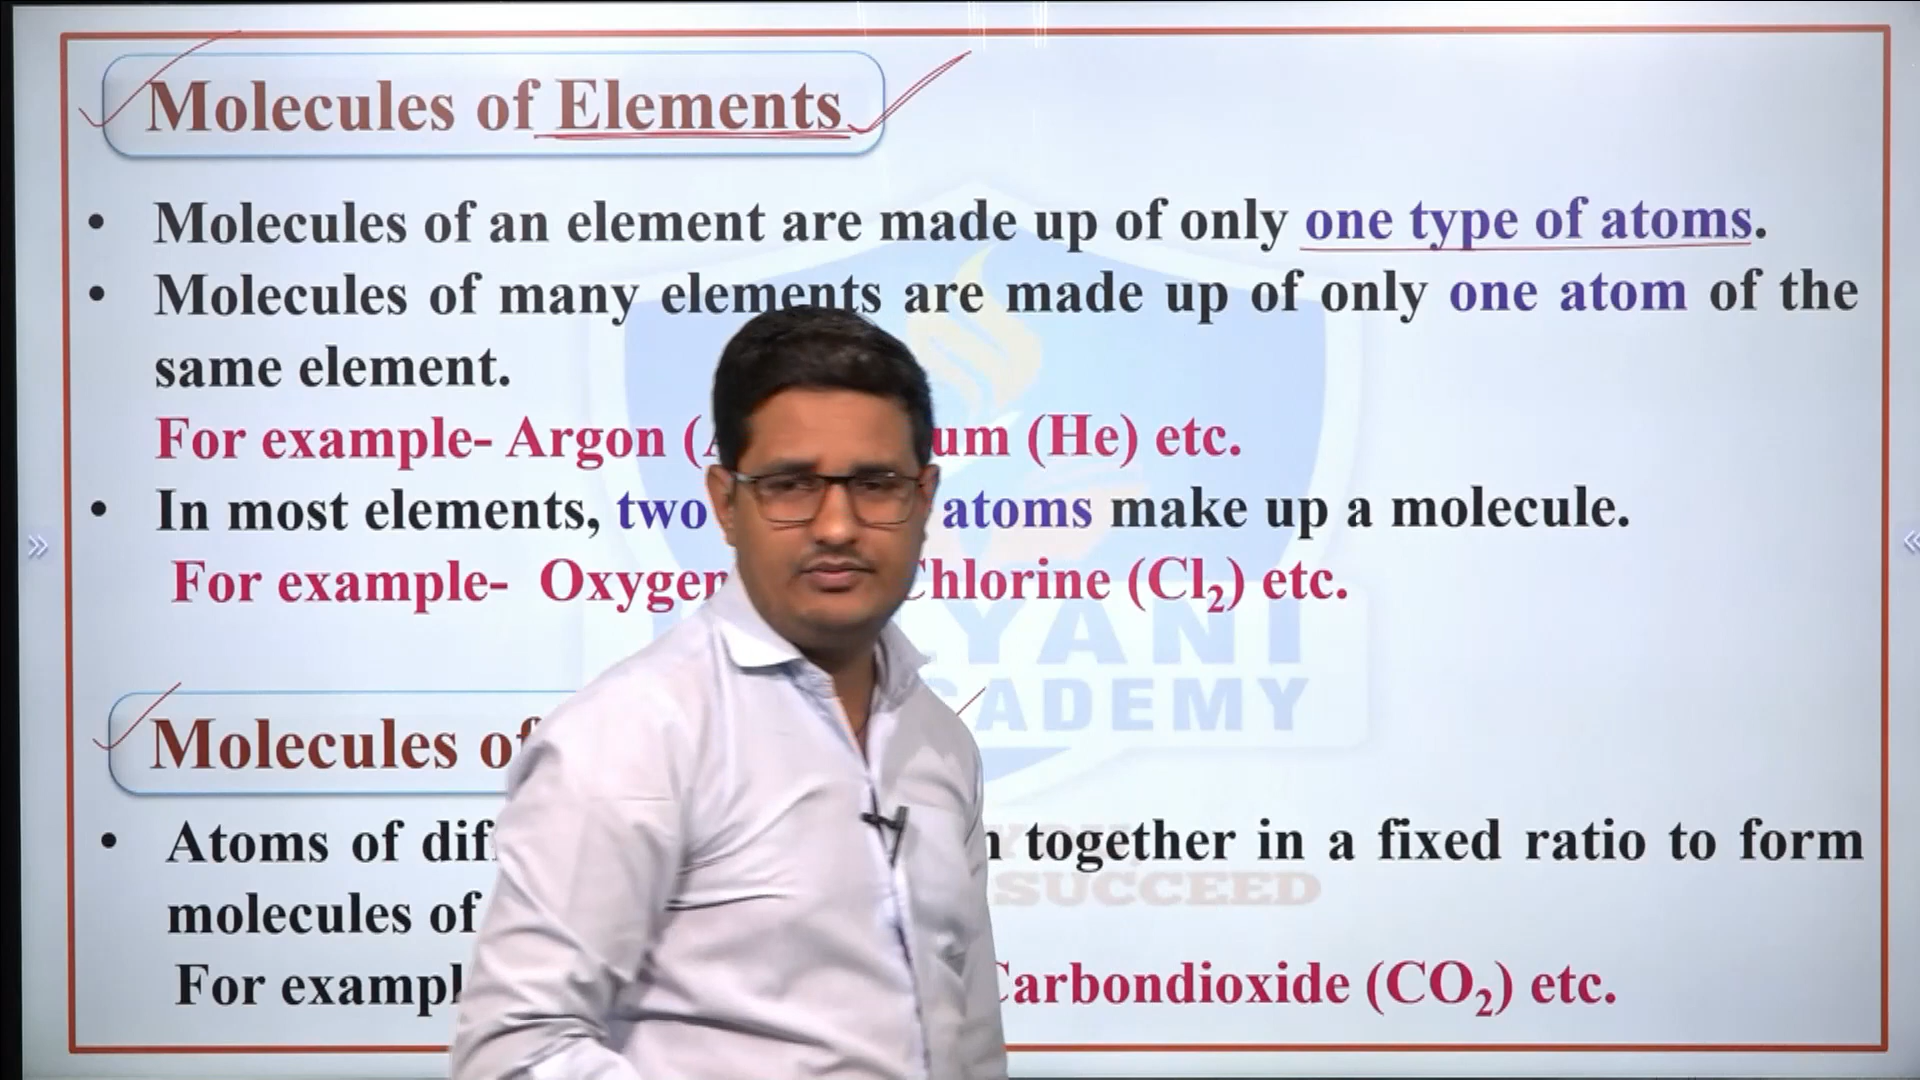 Molecules of Elements
• Molecules of an element are made up of only one type of atoms.
• Molecules of many elements are made up of only one atom of the
same element.
For example- Argon ( um (He) etc.
• In most elements, two atoms make up a molecule.
For example- Oxygen Chlorine (Cl₂) etc.
YANI
ADEMY
Molecules of
• Atoms of together in a fixed ratio to form
SUCCEED
molecules of
For Carbondioxide (CO₂) etc.